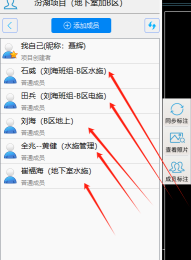 汾湖项目（地下室加B区）
添加成员
我自己(昵称：聂辉)
项目创建者
石威（刘海班组-B区水施）
普通成员
田兵（刘海班组-B区电施）
普通成员
刘海（B区地上）
普通成员
全兆--黄健（水施管理）
普通成员
崔福海（地下室水施）
普通成员
同步标注
查看照片
成员标注